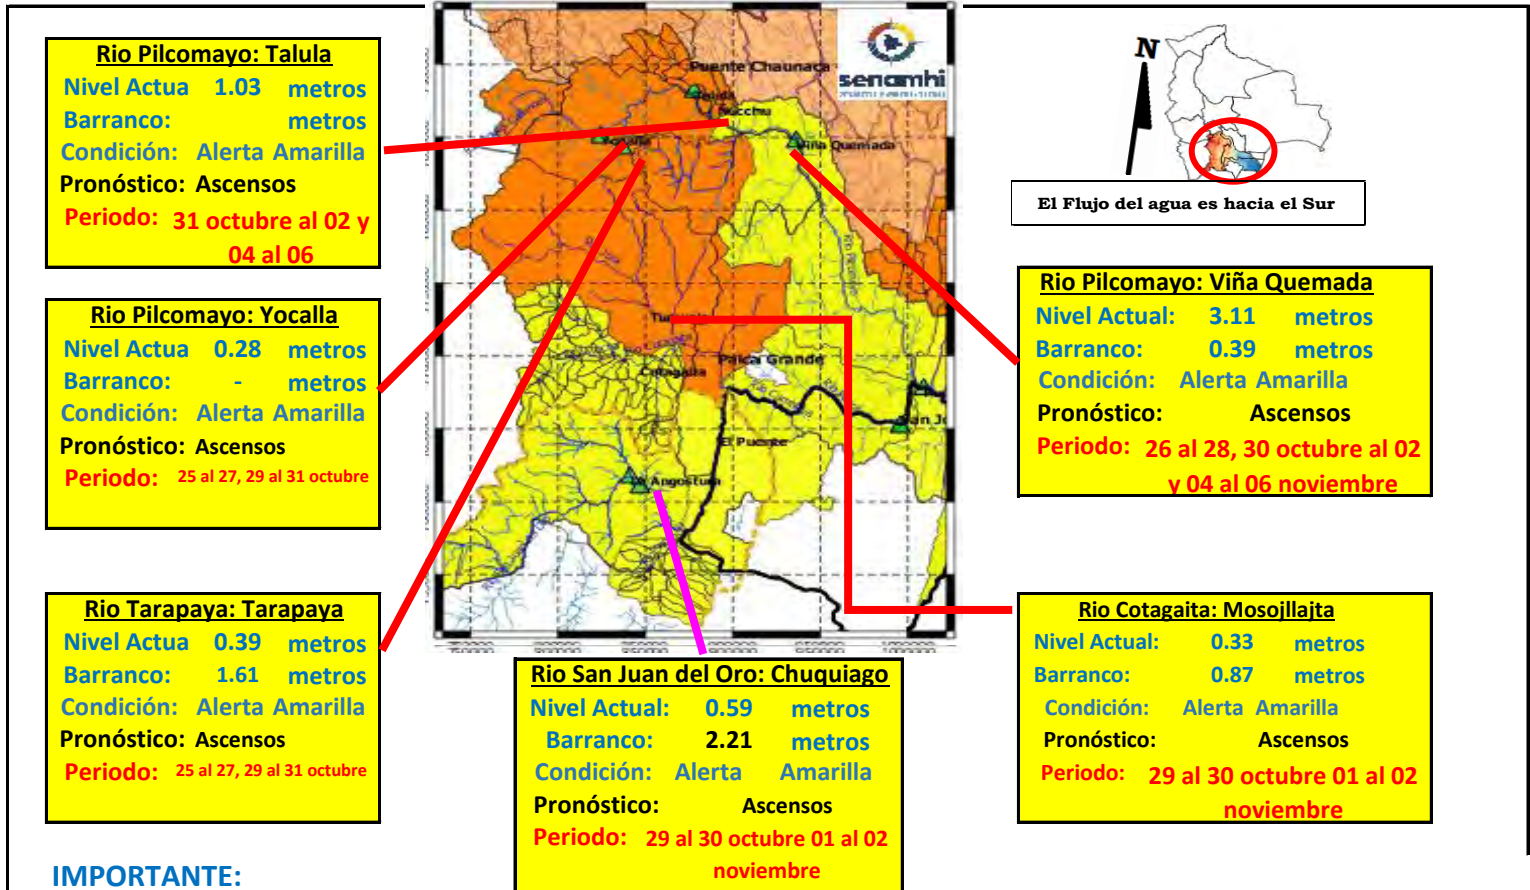 Rio Pilcomayo: Talula
Nivel Actua 1.03 metros
Barranco: metros
Condición: Alerta Amarilla
Pronóstico: Ascensos
Periodo: 31 octubre al 02 y
04 al 06
Rio Pilcomayo: Yocalla
Nivel Actua 0.28 metros
Barranco: - metros
Condición: Alerta Amarilla
Pronóstico: Ascensos
Periodo: 25 al 27, 29 al 31 octubre
Rio Tarapaya: Tarapaya
Nivel Actua 0.39 metros
Barranco: 1.61 metros
Condición: Alerta Amarilla
Pronóstico: Ascensos
Periodo: 25 al 27, 29 al 31 octubre
Puente Chaunaca
senamhi
Viña Quemada
Palca Grande
Cotagaita
El Puente
Angostura
Rio San Juan del Oro: Chuquiago
Nivel Actual: 0.59 metros
Barranco: 2.21 metros
Condición: Alerta Amarilla
Pronóstico: Ascensos
Periodo: 29 al 30 octubre 01 al 02
noviembre
N
El Flujo del agua es hacia el Sur
Rio Pilcomayo: Viña Quemada
Nivel Actual: 3.11 metros
Barranco: 0.39 metros
Condición: Alerta Amarilla
Pronóstico: Ascensos
Periodo: 26 al 28, 30 octubre al 02
y 04 al 06 noviembre
Rio Cotagaita: Mosojllajta
Nivel Actual: 0.33 metros
Barranco: 0.87 metros
Condición: Alerta Amarilla
Pronóstico: Ascensos
Periodo: 29 al 30 octubre 01 al 02
noviembre
IMPORTANTE: